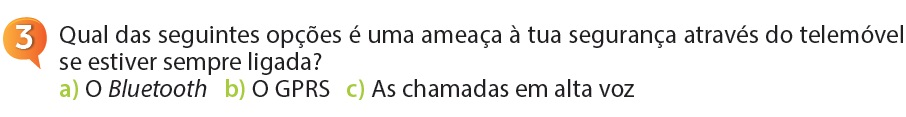 3 Qual das seguintes opções é uma ameaça à tua segurança através do telemóvel
se estiver sempre ligada?
a) O Bluetooth b) O GPRS c) As chamadas em alta voz